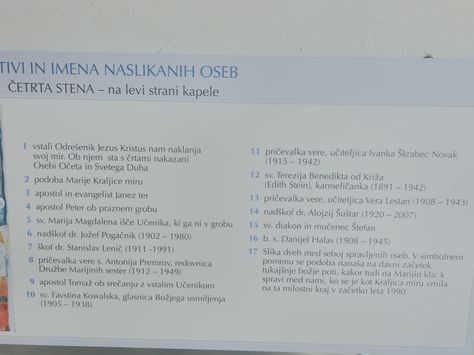 TIVI IN IMENA NASLIKANIH OSEB
ČETRTA STENA – na levi strani kapele
1 vstali Odrešenik Jezus Kristus nam naklanja
svoj mir. Ob njem sta s črtami nakazani
Osebi Očeta in Svetega Duha
2 podoba Marije Kraljice miru
3 apostol in evangelist Janez ter
4 apostol Peter ob praznem grobu
5 sv. Marija Magdalena išče Učenika, ki ga ni v grobu
6 nadškof dr. Jožef Pogačnik (1902 – 1980)
7 škof dr. Stanislav Lenič (1911 -1991)
8 pričevalka vere s. Antonija Premrov, redovnica
Družbe Marijinih sester (1912 – 1949)
9 apostol Tomaž ob srečanju z vstalim Učenikom
10 sv. Favstina Kowalska, glasnica Božjega usmiljenja
(1905 – 1938)
11 pričevalka vere, učiteljica Ivanka Škrabec Novak
(1915 – 1942)
12 sv. Terezija Benedikta od Križa
(Edith Stein), karmeličanka (1891 – 1942)
13 pričevalka vere, učiteljica Vera Lestan (1908 – 1943)
14 nadškof dr. Alojzij Šuštar (1920 – 2007)
15 sv. diakon in mučenec Štefan
16 b. s. Danijel Halas (1908 – 1945)
17 Slika dveh med seboj spravljenih oseb. V simbolnem
pomenu se podoba nanaša na davni začetek
tukajšnje božje poti, kakor tudi na Marijin klic k
spravi med nami, ko se je kot Kraljica miru vrnila
na ta milostni kraj v začetku leta 1990